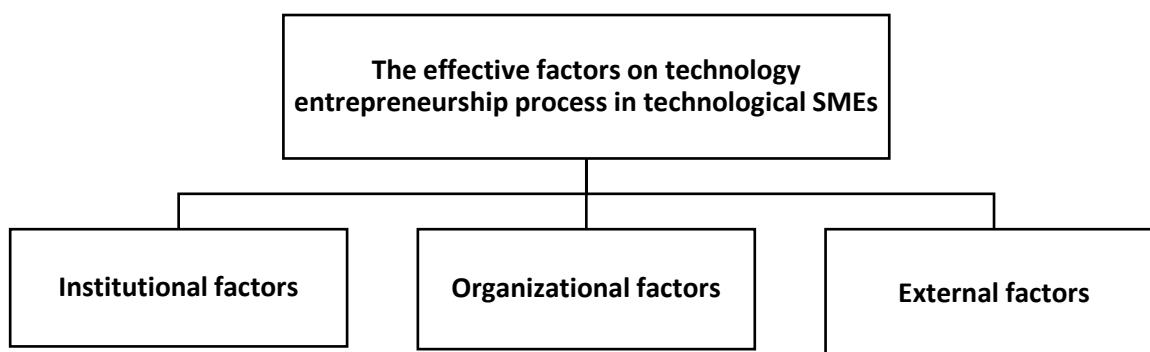 The effective factors on technology
entrepreneurship process in technological SMEs
Institutional factors
Organizational factors
External factors